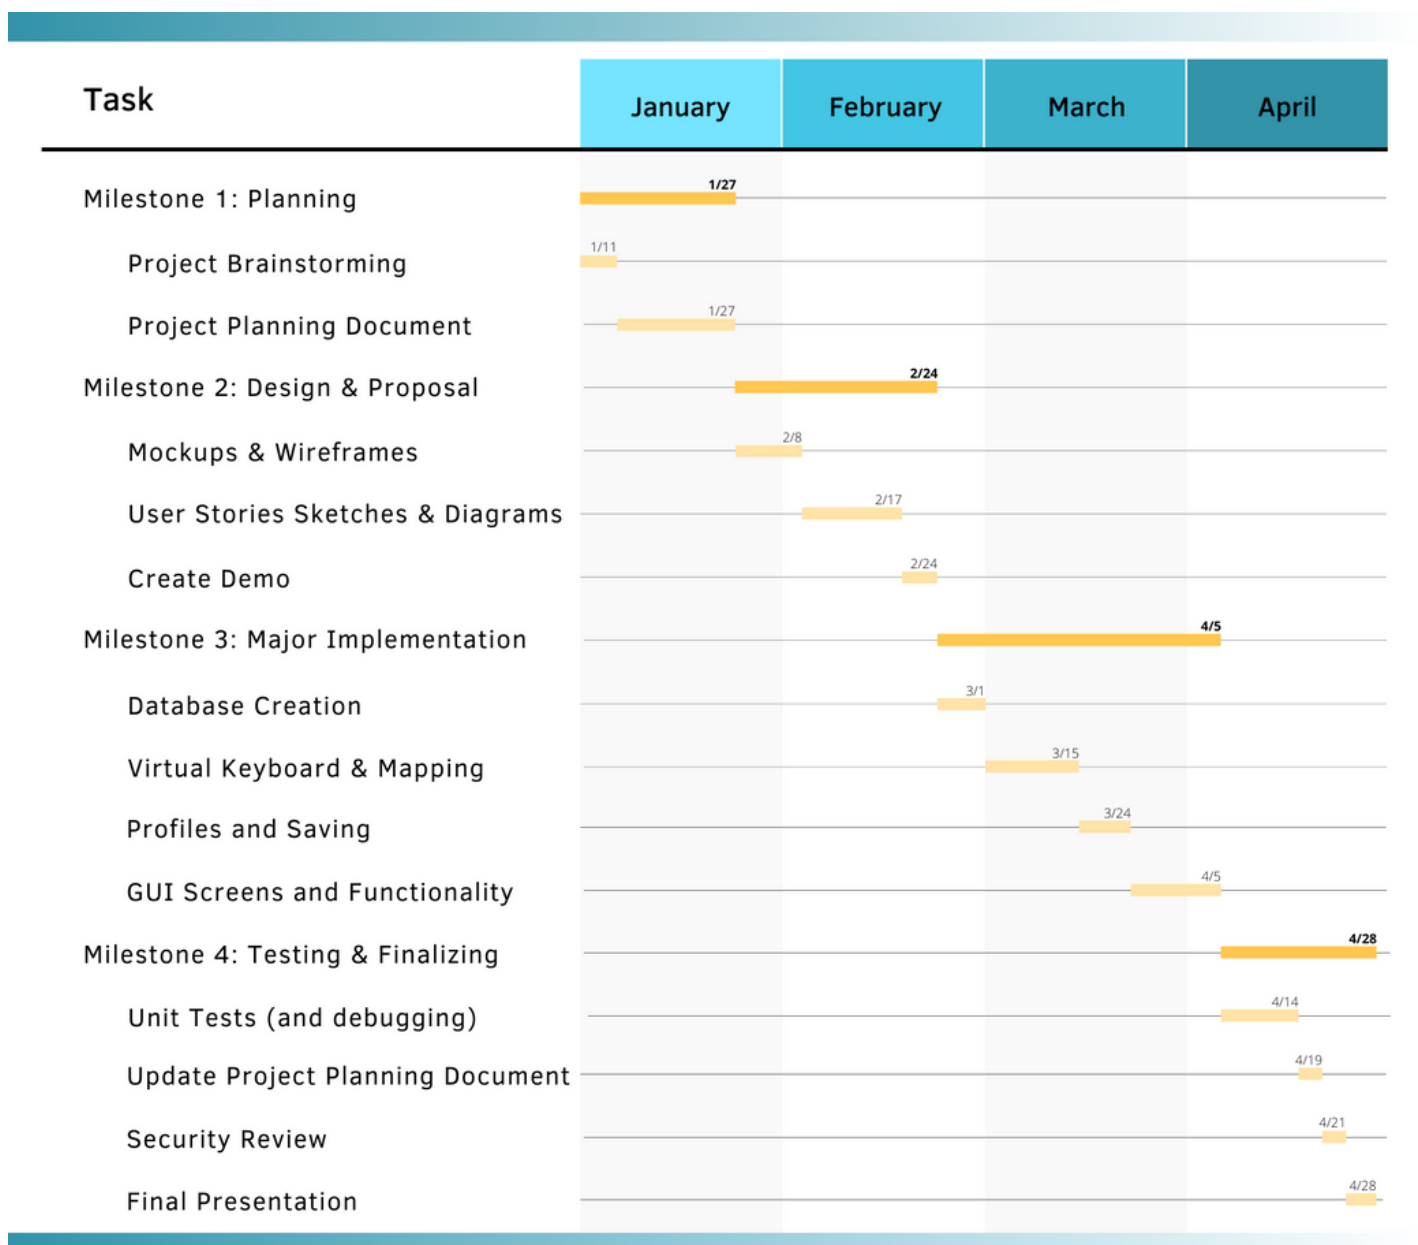 Task
January
February
March
April
Milestone 1: Planning
1/27
Project Brainstorming
1/11
Project Planning Document
1/27
Milestone 2: Design & Proposal
2/24
Mockups & Wireframes
2/8
User Stories Sketches & Diagrams
2/17
Create Demo
2/24
Milestone 3: Major Implementation
4/5
Database Creation
3/1
Virtual Keyboard & Mapping
3/15
Profiles and Saving
3/24
GUI Screens and Functionality
4/5
Milestone 4: Testing & Finalizing
4/28
Unit Tests (and debugging)
4/14
Update Project Planning Document
4/19
Security Review
4/21
Final Presentation
4/28